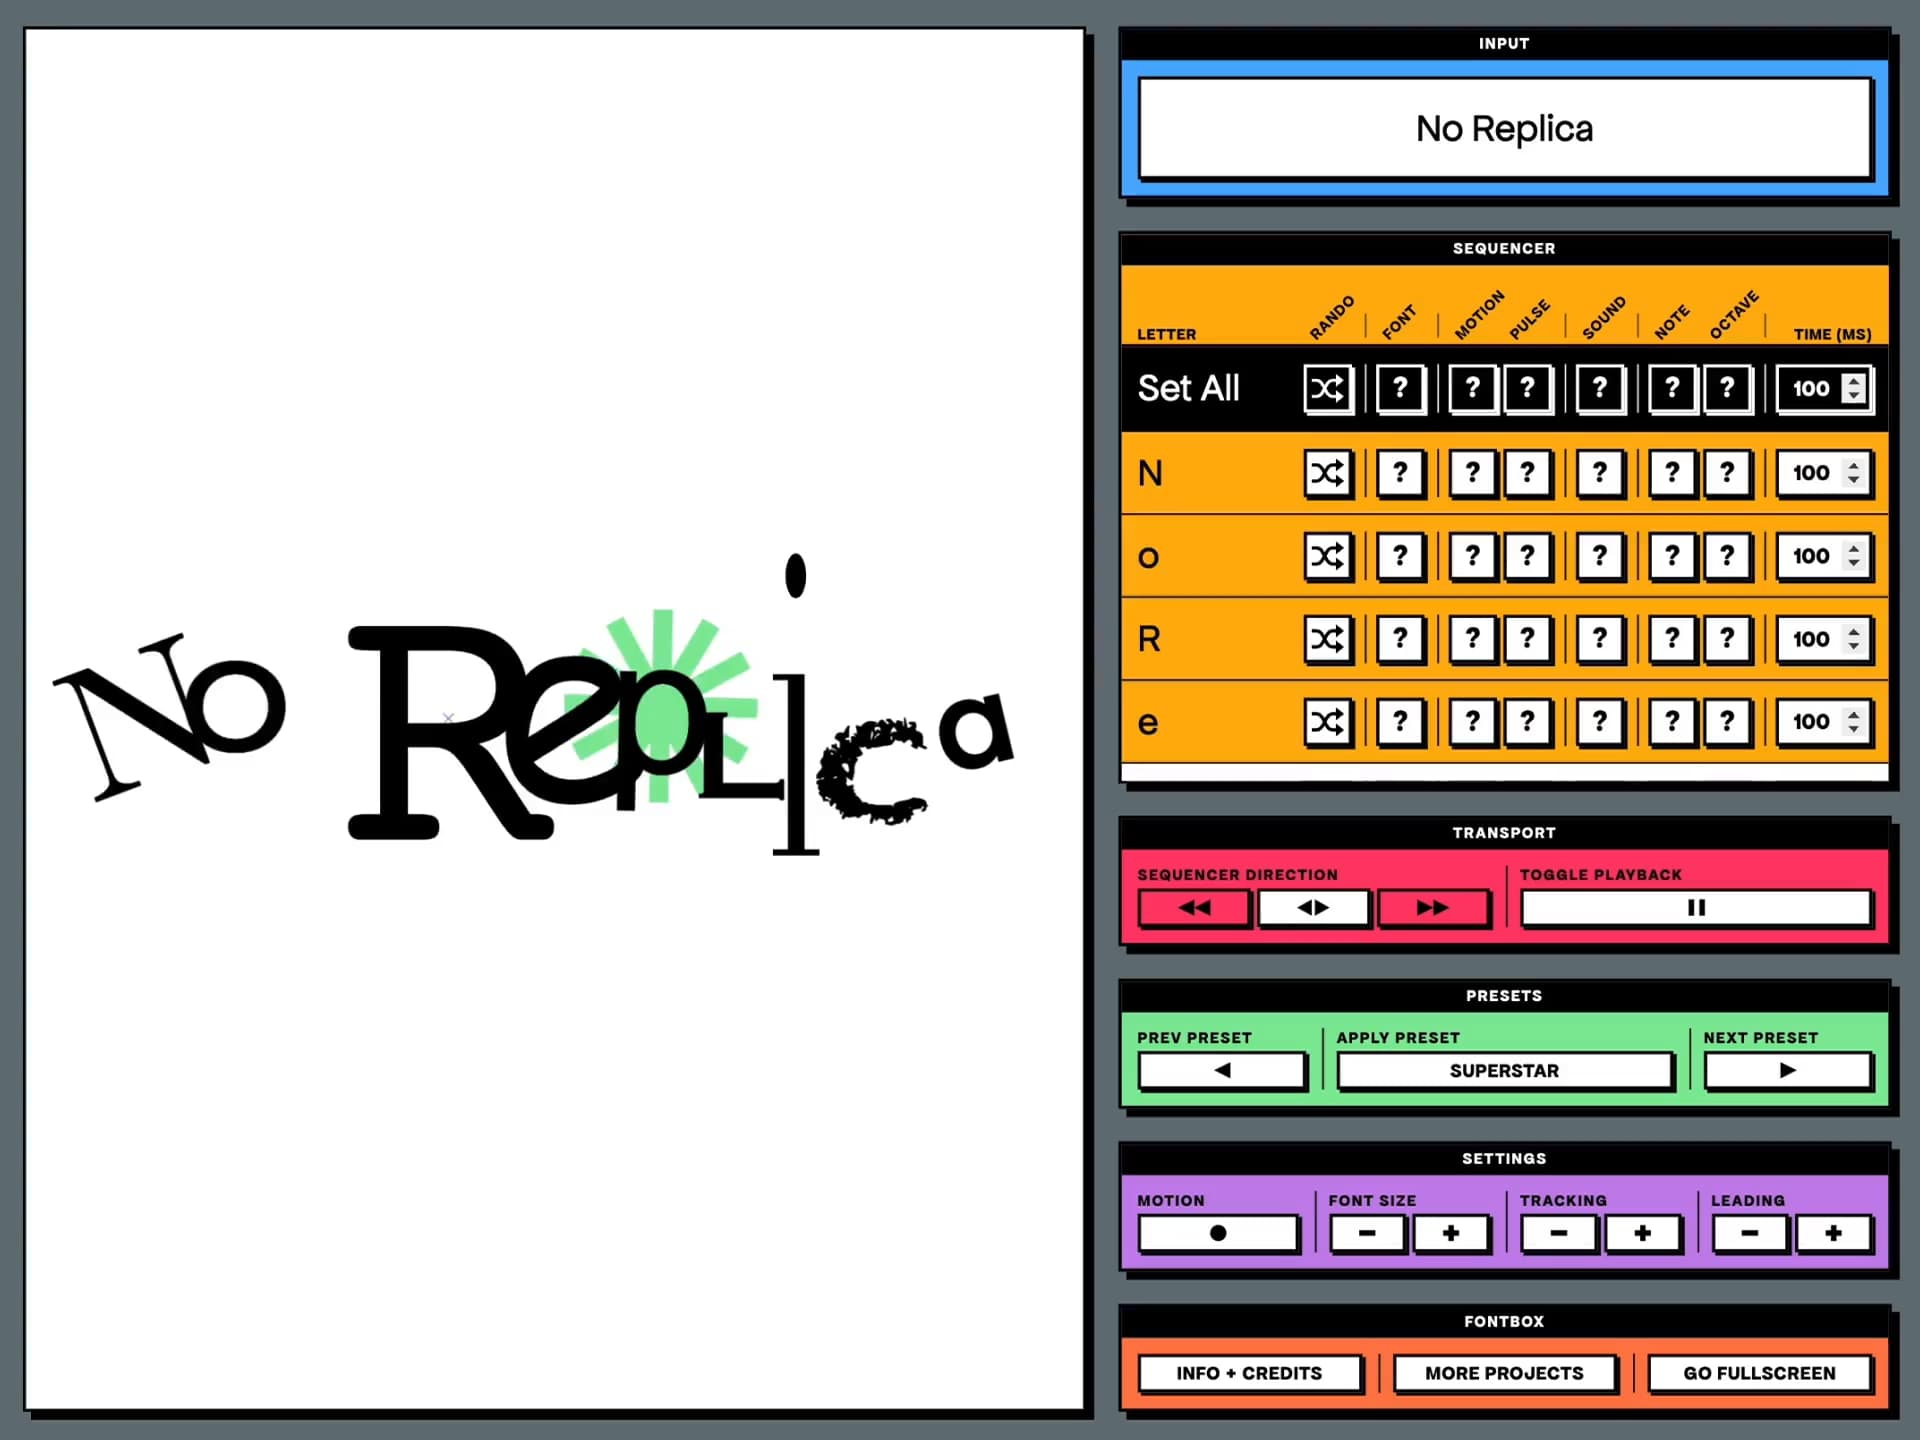 No RepLica
INPUT
No Replica
SEQUENCER
LETTER RANDO FONT MOTION PULSE SOUND NOTE OCTAVE TIME (MS)
Set All ? ? ? ? ? ? 100
N ? ? ? ? ? ? 100
o ? ? ? ? ? ? 100
R ? ? ? ? ? ? 100
e ? ? ? ? ? ? 100
TRANSPORT
SEQUENCER DIRECTION TOGGLE PLAYBACK
PRESETS
PREV PRESET APPLY PRESET NEXT PRESET
SUPERSTAR
SETTINGS
MOTION FONT SIZE TRACKING LEADING
− + − + − +
FONTBOX
INFO + CREDITS MORE PROJECTS GO FULLSCREEN